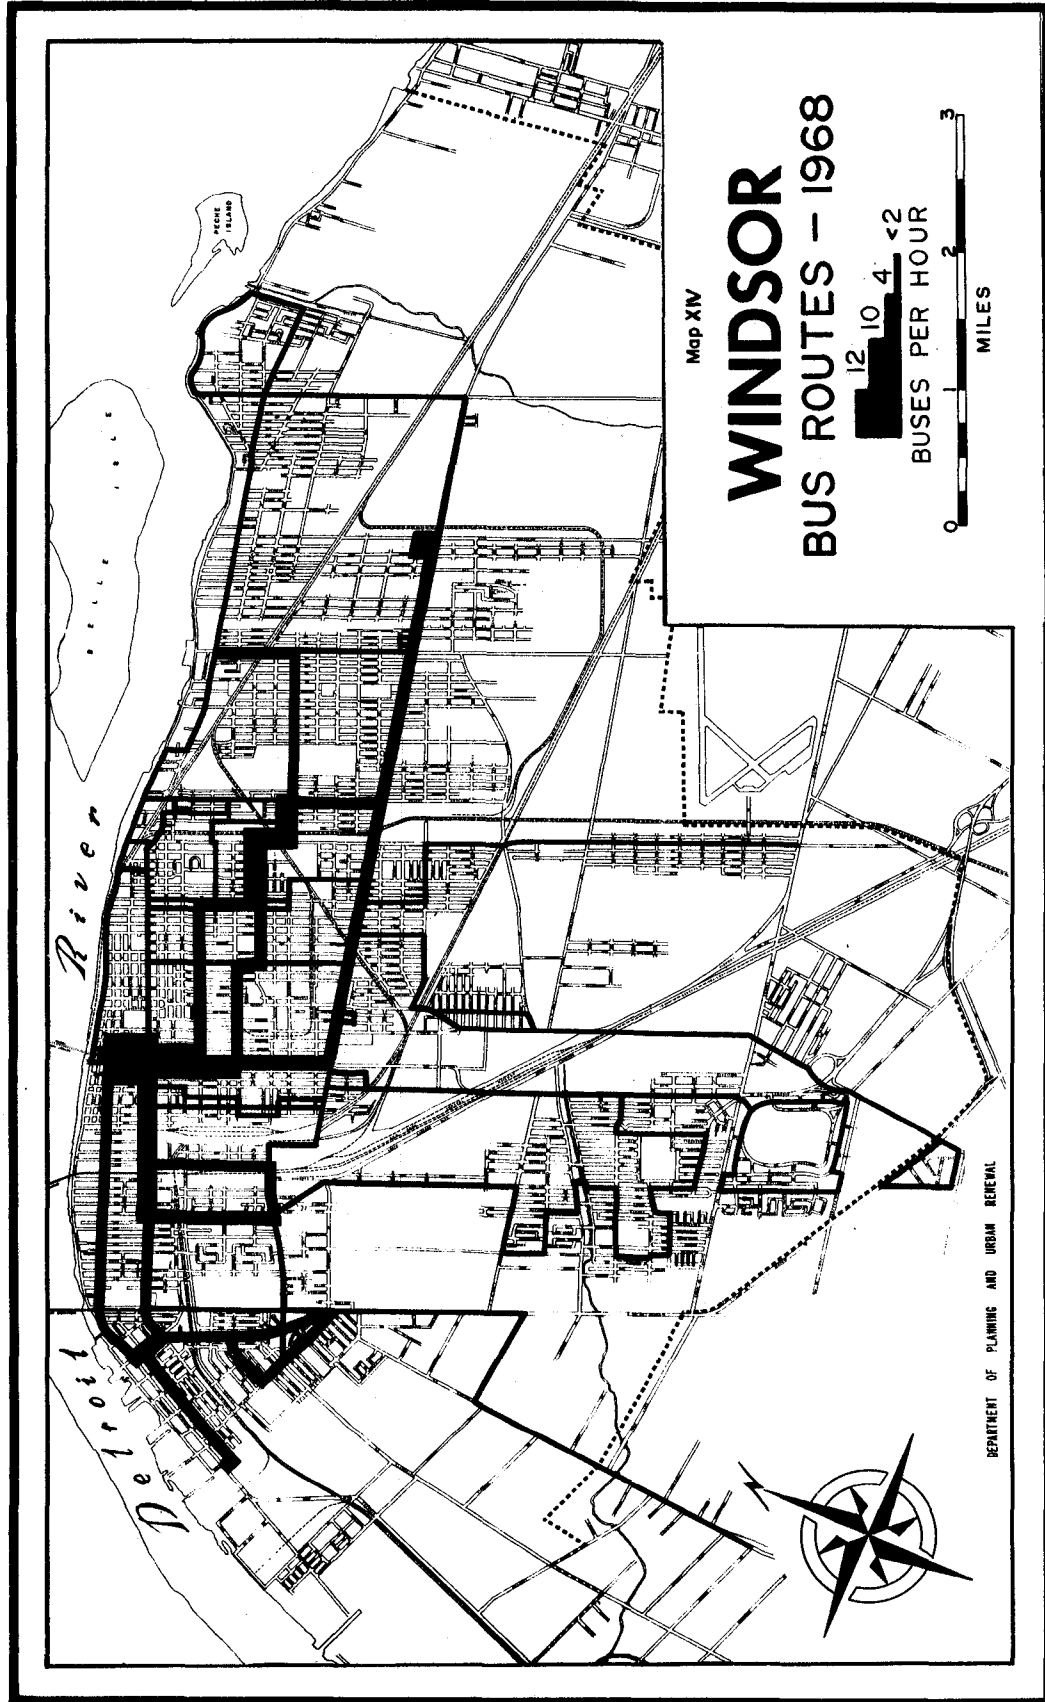 Map XIV
WINDSOR
BUS ROUTES – 1968
12 10 4 <2
BUSES PER HOUR
0 1 2 3
MILES
PECHE
ISLAND
BELLE ISLE
Detroit River
N
DEPARTMENT OF PLANNING AND URBAN RENEWAL